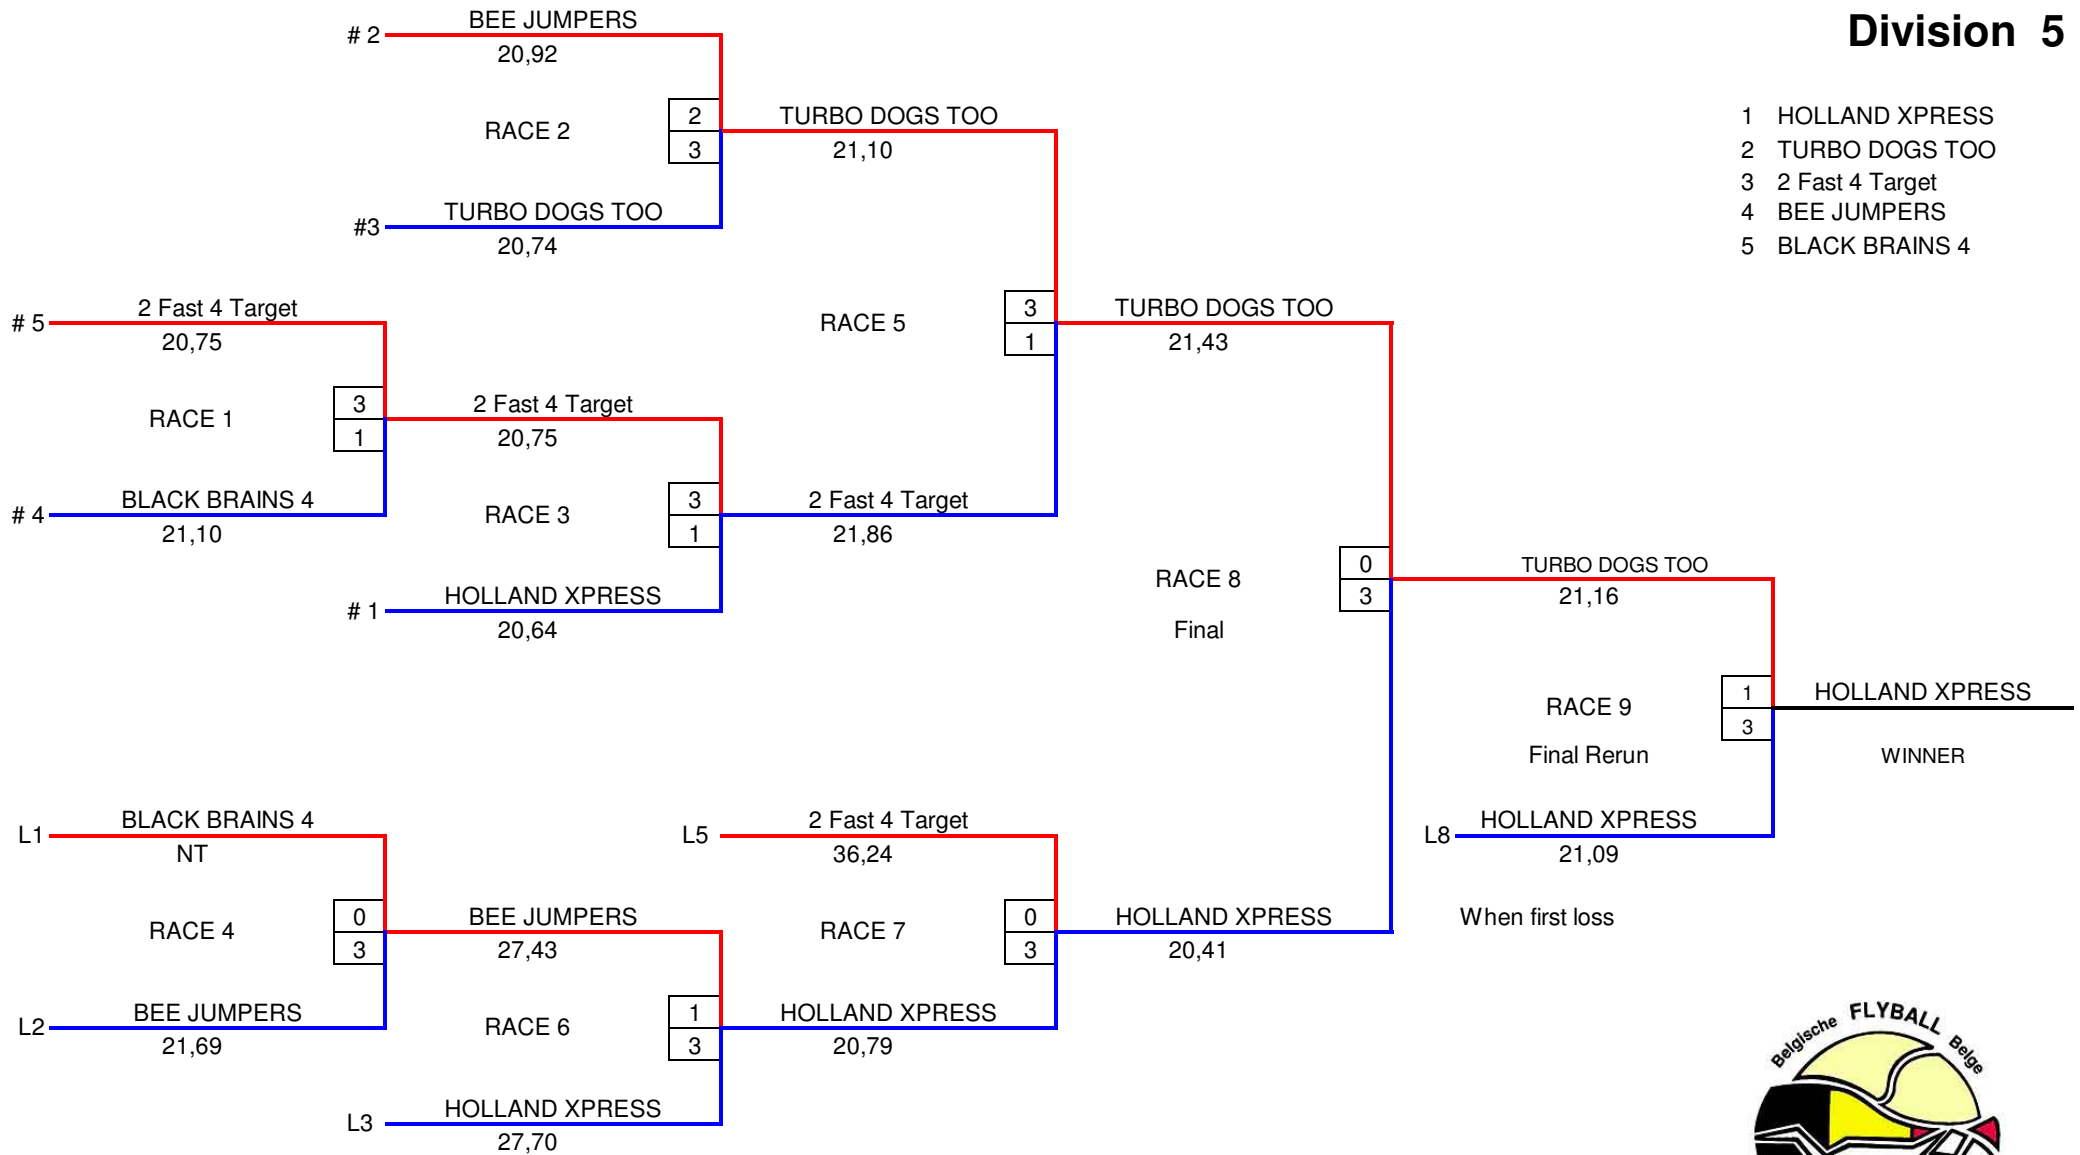 Division 5
1 HOLLAND XPRESS
2 TURBO DOGS TOO
3 2 Fast 4 Target
4 BEE JUMPERS
5 BLACK BRAINS 4
# 2
BEE JUMPERS
20,92
RACE 2
2
3
#3
TURBO DOGS TOO
20,74
TURBO DOGS TOO
21,10
# 5
2 Fast 4 Target
20,75
RACE 1
3
1
# 4
BLACK BRAINS 4
21,10
2 Fast 4 Target
20,75
RACE 3
3
1
# 1
HOLLAND XPRESS
20,64
RACE 5
3
1
2 Fast 4 Target
21,86
TURBO DOGS TOO
21,43
RACE 8
Final
0
3
TURBO DOGS TOO
21,16
RACE 9
Final Rerun
1
3
HOLLAND XPRESS
WINNER
L8
HOLLAND XPRESS
21,09
When first loss
L1
BLACK BRAINS 4
NT
RACE 4
0
3
L2
BEE JUMPERS
21,69
BEE JUMPERS
27,43
RACE 6
1
3
L3
HOLLAND XPRESS
27,70
L5
2 Fast 4 Target
36,24
RACE 7
0
3
HOLLAND XPRESS
20,79
HOLLAND XPRESS
20,41
Belgische FLYBALL Belge